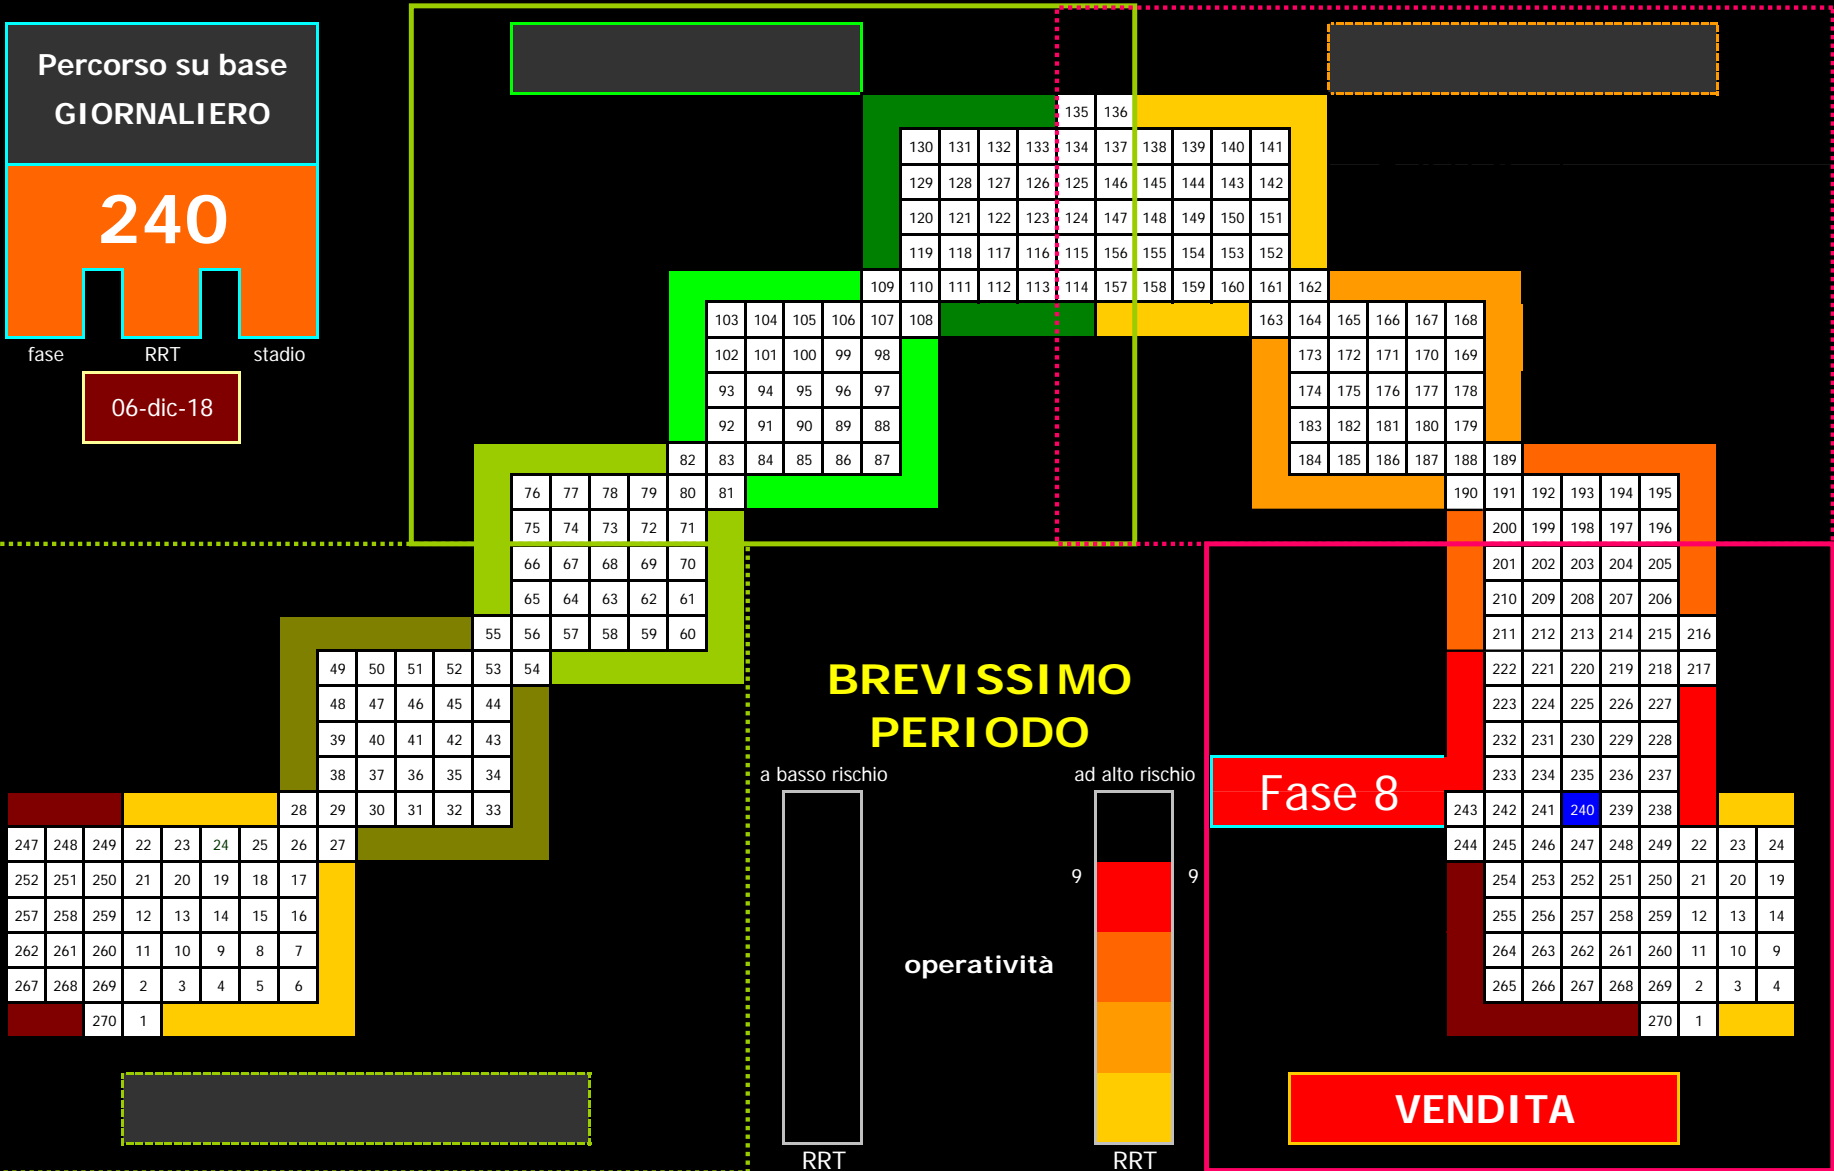 Percorso su base
GIORNALIERO
240
fase RRT stadio
06-dic-18
135 136
130 131 132 133 134 137 138 139 140 141
129 128 127 126 125 146 145 144 143 142
120 121 122 123 124 147 148 149 150 151
119 118 117 116 115 156 155 154 153 152
109 110 111 112 113 114 157 158 159 160 161 162
103 104 105 106 107 108 163 164 165 166 167 168
102 101 100 99 98 173 172 171 170 169
93 94 95 96 97 174 175 176 177 178
92 91 90 89 88 183 182 181 180 179
82 83 84 85 86 87 184 185 186 187 188 189
76 77 78 79 80 81 190 191 192 193 194 195
75 74 73 72 71 200 199 198 197 196
66 67 68 69 70 201 202 203 204 205
65 64 63 62 61 210 209 208 207 206
55 56 57 58 59 60 211 212 213 214 215 216
49 50 51 52 53 54 222 221 220 219 218 217
48 47 46 45 44 223 224 225 226 227
39 40 41 42 43 232 231 230 229 228
38 37 36 35 34 233 234 235 236 237
28 29 30 31 32 33 243 242 241 240 239 238
247 248 249 22 23 24 25 26 27 244 245 246 247 248 249 22 23 24
252 251 250 21 20 19 18 17 254 253 252 251 250 21 20 19
257 258 259 12 13 14 15 16 255 256 257 258 259 12 13 14
262 261 260 11 10 9 8 7 264 263 262 261 260 11 10 9
267 268 269 2 3 4 5 6 265 266 267 268 269 2 3 4
270 1 270 1
BREVISSIMO
PERIODO
a basso rischio ad alto rischio
Fase 8
9 9
operatività
RRT RRT
VENDITA